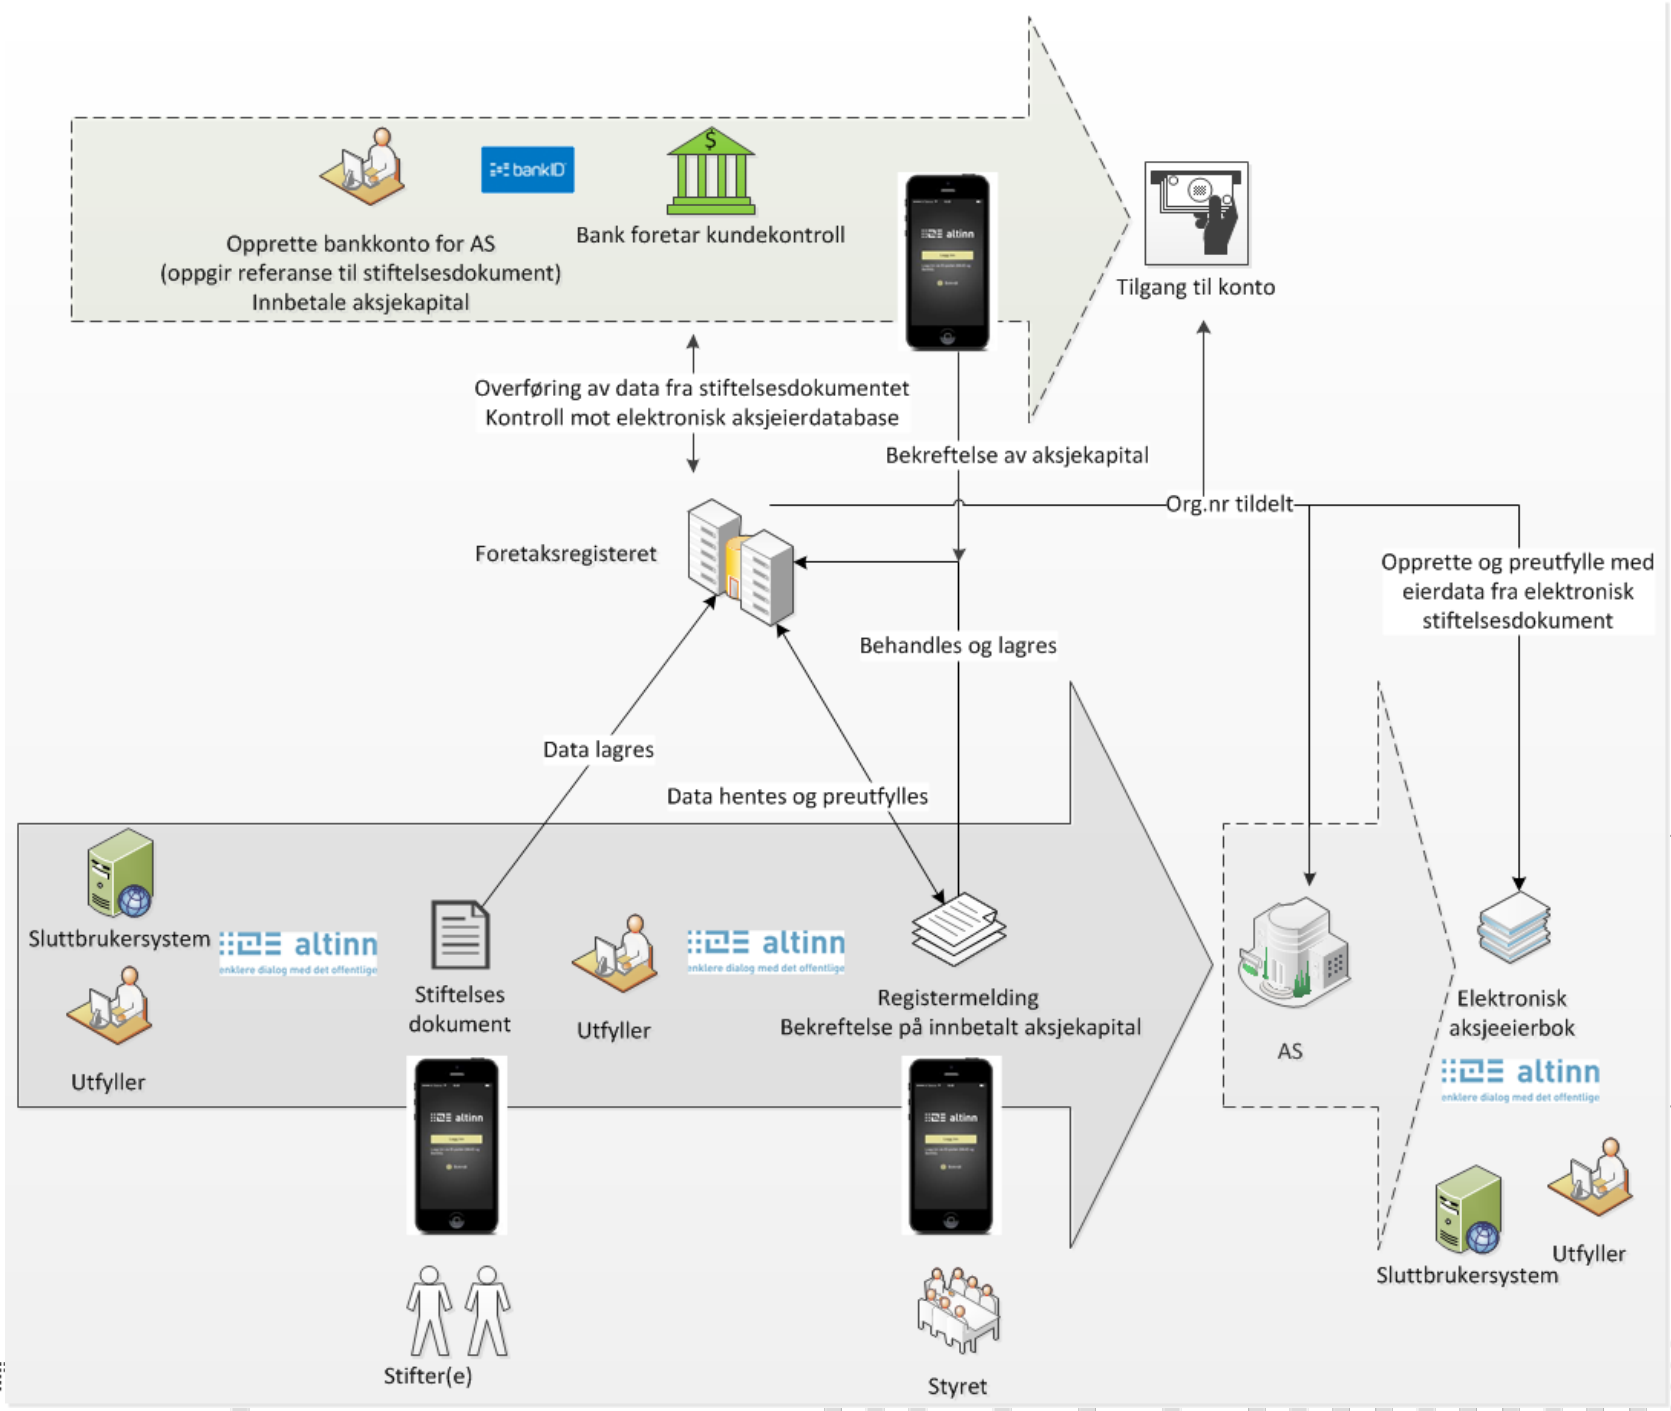 $
bankID
Opprette bankkonto for AS
(oppgir referanse til stiftelsesdokument)
Innbetale aksjekapital
Bank foretar kundekontroll
altinn
Tilgang til konto
Overføring av data fra stiftelsesdokumentet
Kontroll mot elektronisk aksjeierdatabase
Bekreftelse av aksjekapital
Org.nr tildelt
Foretaksregisteret
Opprette og preutfylle med
eierdata fra elektronisk
stiftelsesdokument
Behandles og lagres
Data lagres
Data hentes og preutfylles
Sluttbrukersystem
altinn
enklere dialog med det offentlige
Utfyller
Stiftelses
dokument
Utfyller
altinn
enklere dialog med det offentlige
Registermelding
Bekreftelse på innbetalt aksjekapital
AS
Elektronisk
aksjeeierbok
altinn
enklere dialog med det offentlige
altinn
altinn
Sluttbrukersystem
Utfyller
Stifter(e)
Styret